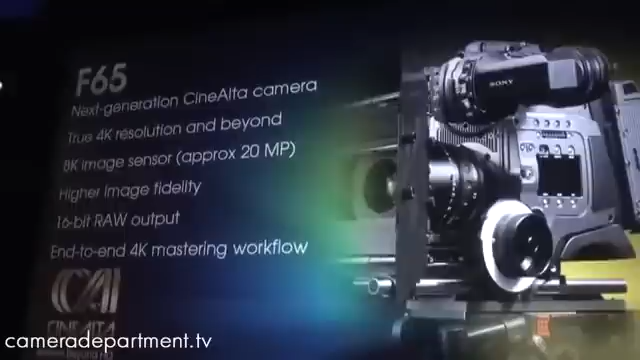 F65
Next-generation CineAlta camera
True 4K resolution and beyond
8K image sensor (approx 20 MP)
Higher image fidelity
16-bit RAW output
End-to-end 4K mastering workflow
SONY
CINEALTA
cameradepartment.tv